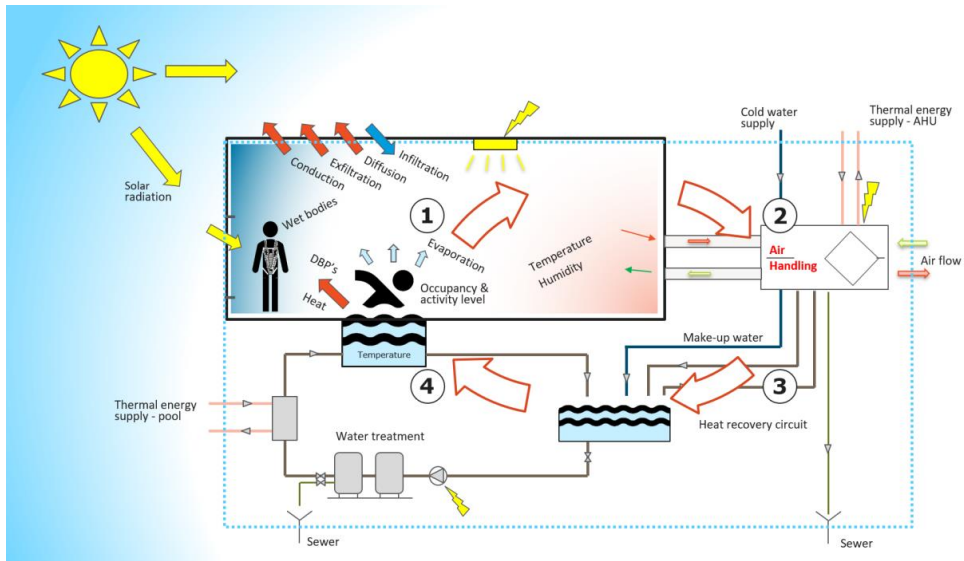 Cold water
supply
Thermal energy
supply - AHU
Solar
radiation
Conduction
Exfiltration
Diffusion
Infiltration
Wet bodies
1
2
Evaporation
DBP's
Heat
Occupancy &
activity level
Temperature
Humidity
Air
Handling
Air flow
Make-up water
Temperature
4
3
Heat recovery circuit
Thermal energy
supply - pool
Water treatment
Sewer
Sewer